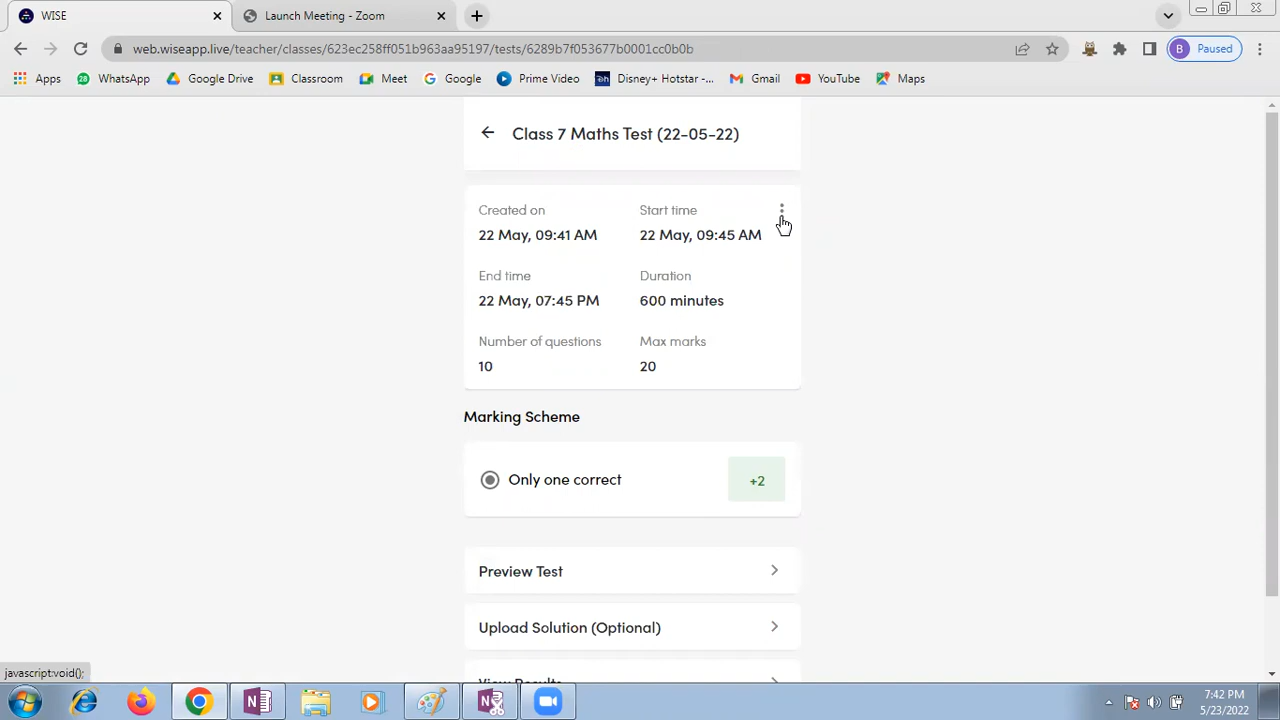 WISE
Launch Meeting - Zoom
web.wiseapp.live/teacher/classes/623ec258ff051b963aa95197/tests/6289b7f053677b0001cc0b0b
B Paused
Apps
28 WhatsApp
Google Drive
Classroom
Meet
G Google
Prime Video
Disney+ Hotstar -...
Gmail
YouTube
Maps
Class 7 Maths Test (22-05-22)
Created on
Start time
22 May, 09:41 AM
22 May, 09:45 AM
End time
Duration
22 May, 07:45 PM
600 minutes
Number of questions
Max marks
10
20
Marking Scheme
Only one correct
+2
Preview Test
Upload Solution (Optional)
View Results
javascript:void();
7:42 PM
5/23/2022